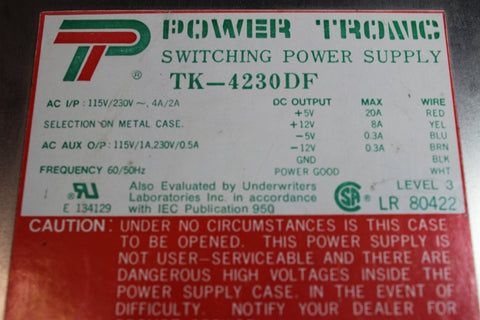 POWER TRONIC
SWITCHING POWER SUPPLY
TP ®
TK-4230DF
AC I/P : 115V/230V ~, 4A/2A
SELECTION ON METAL CASE.
AC AUX O/P : 115V/1A,230V/0.5A
FREQUENCY 60/50Hz
DC OUTPUT MAX WIRE
+5V 20A RED
+12V 8A YEL
-5V 0.3A BLU
-12V 0.3A BRN
GND BLK
POWER GOOD WHT
E 134129
Also Evaluated by Underwriters
Laboratories Inc. in accordance
with IEC Publication 950
LEVEL 3
LR 80422
CAUTION: UNDER NO CIRCUMSTANCES IS THIS CASE
TO BE OPENED. THIS POWER SUPPLY IS
NOT USER-SERVICEABLE AND THERE ARE
DANGEROUS HIGH VOLTAGES INSIDE THE
POWER SUPPLY CASE. IN THE EVENT OF
DIFFICULTY. NOTIFY YOUR DEALER FOR